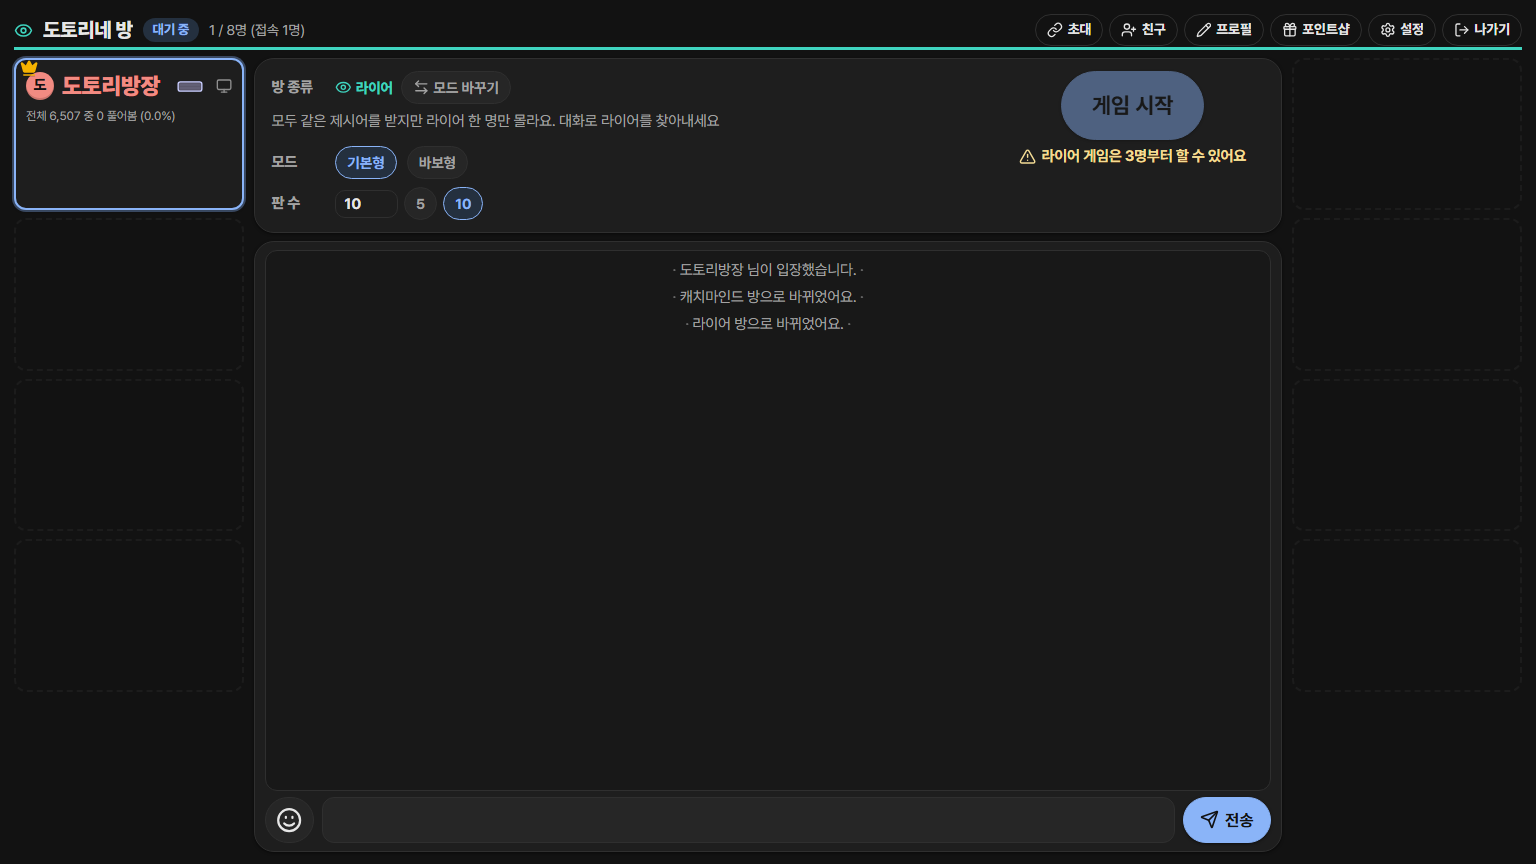 도토리네 방 대기 중 1 / 8명 (접속 1명) 초대 친구 프로필 포인트샵 설정 나가기
도 도토리방장
전체 6,507 중 0 풀어봄 (0.0%)
방 종류 라이어 모드 바꾸기
모두 같은 제시어를 받지만 라이어 한 명만 몰라요. 대화로 라이어를 찾아내세요
모드 기본형 바보형
판 수 10 5 10
게임 시작
라이어 게임은 3명부터 할 수 있어요
· 도토리방장 님이 입장했습니다. ·
· 캐치마인드 방으로 바뀌었어요. ·
· 라이어 방으로 바뀌었어요. ·
전송